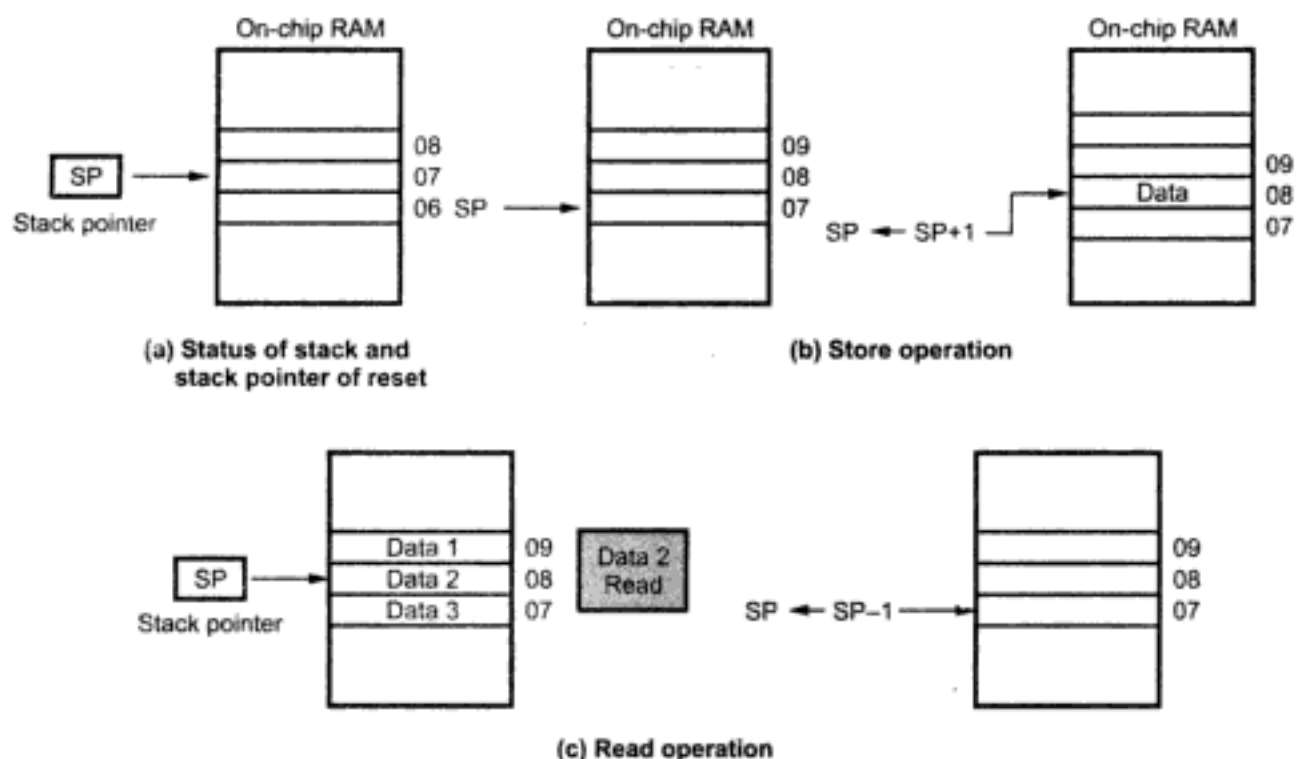 On-chip RAM
On-chip RAM
On-chip RAM
08
07
06
SP
Stack pointer
SP
09
08
07
SP
SP+1
Data
09
08
07
(a) Status of stack and
stack pointer of reset
(b) Store operation
SP
Stack pointer
Data 1
Data 2
Data 3
09
08
07
Data 2
Read
SP
SP–1
09
08
07
(c) Read operation